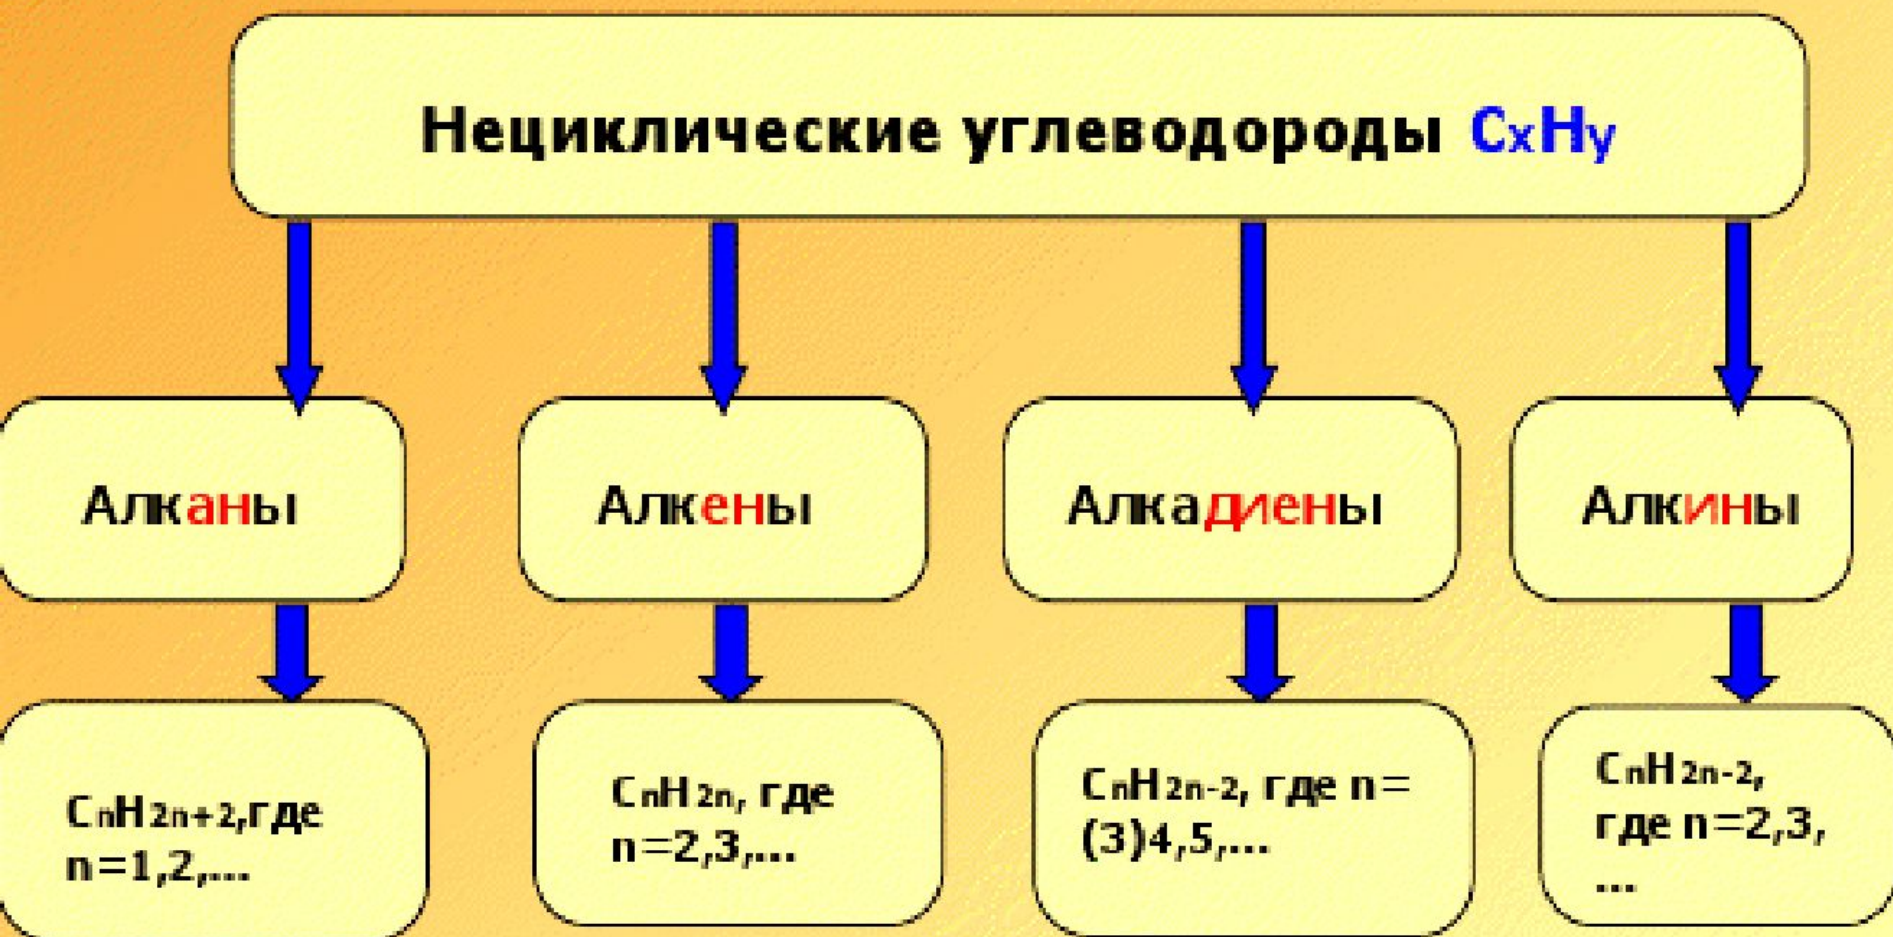 Нециклические углеводороды CxHy
Алканы
Алкены
Алкадиены
Алкины
CnH2n+2,где
n=1,2,...
CnH2n, где
n=2,3,...
CnH2n-2, где n=
(3)4,5,...
CnH2n-2,
где n=2,3,
...